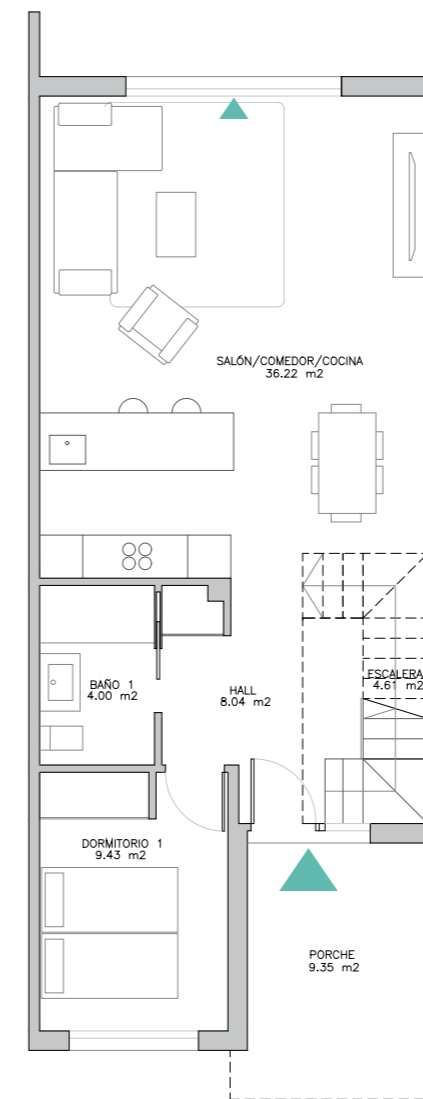 SALÓN/COMEDOR/COCINA
36.22 m2
ESCALERA
4.61 m2
BAÑO 1
4.00 m2
HALL
8.04 m2
DORMITORIO 1
9.43 m2
PORCHE
9.35 m2